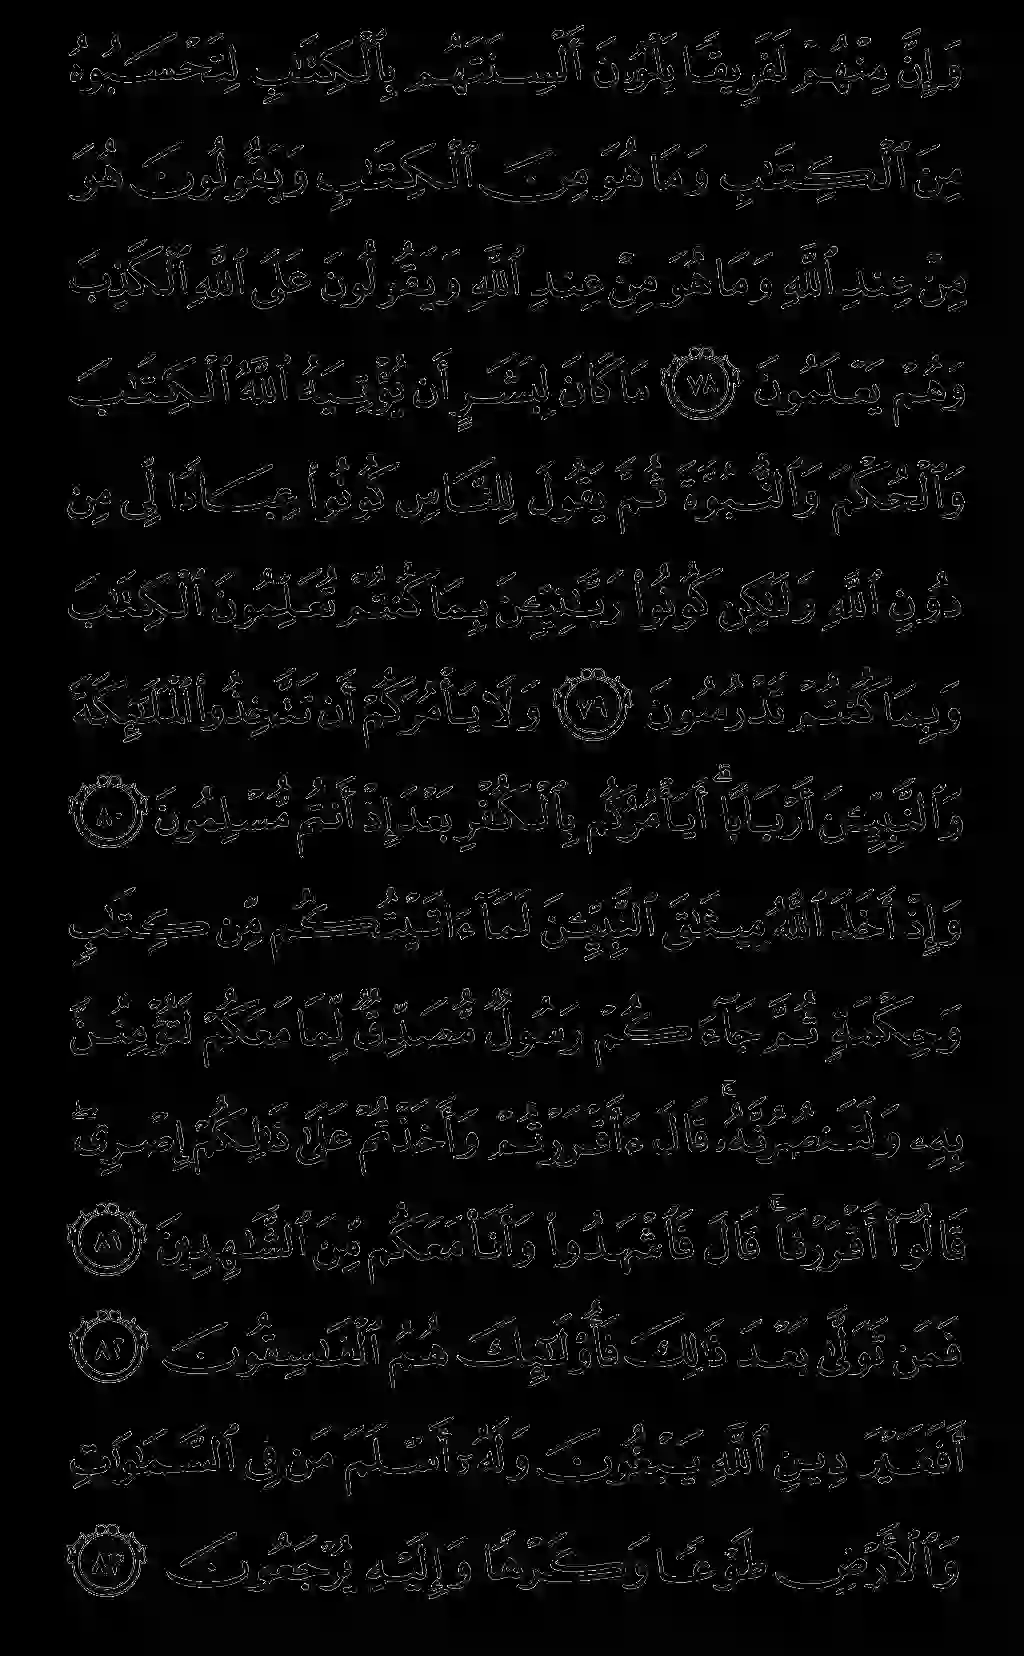 وَإِنَّ مِنْهُمْ لَفَرِيقًا يَلْوُۥنَ أَلْسِنَتَهُم بِٱلْكِتَٰبِ لِتَحْسَبُوهُ
مِنَ ٱلْكِتَٰبِ وَمَا هُوَ مِنَ ٱلْكِتَٰبِ وَيَقُولُونَ هُوَ
مِنْ عِندِ ٱللَّهِ وَمَا هُوَ مِنْ عِندِ ٱللَّهِ وَيَقُولُونَ عَلَى ٱللَّهِ ٱلْكَذِبَ
وَهُمْ يَعْلَمُونَ ٧٨ مَا كَانَ لِبَشَرٍ أَن يُؤْتِيَهُ ٱللَّهُ ٱلْكِتَٰبَ
وَٱلْحُكْمَ وَٱلنُّبُوَّةَ ثُمَّ يَقُولَ لِلنَّاسِ كُونُوا۟ عِبَادًا لِّى مِن
دُونِ ٱللَّهِ وَلَٰكِن كُونُوا۟ رَبَّٰنِيِّۦنَ بِمَا كُنتُمْ تُعَلِّمُونَ ٱلْكِتَٰبَ
وَبِمَا كُنتُمْ تَدْرُسُونَ ٧٩ وَلَا يَأْمُرَكُمْ أَن تَتَّخِذُوا۟ ٱلْمَلَٰٓئِكَةَ
وَٱلنَّبِيِّۦنَ أَرْبَابًا ۗ أَيَأْمُرُكُم بِٱلْكُفْرِ بَعْدَ إِذْ أَنتُم مُّسْلِمُونَ ٨٠
وَإِذْ أَخَذَ ٱللَّهُ مِيثَٰقَ ٱلنَّبِيِّۦنَ لَمَآ ءَاتَيْتُكُم مِّن كِتَٰبٍ
وَحِكْمَةٍ ثُمَّ جَآءَكُمْ رَسُولٌ مُّصَدِّقٌ لِّمَا مَعَكُمْ لَتُؤْمِنُنَّ
بِهِۦ وَلَتَنصُرُنَّهُۥ ۚ قَالَ ءَأَقْرَرْتُمْ وَأَخَذْتُمْ عَلَىٰ ذَٰلِكُمْ إِصْرِى ۖ
قَالُوٓا۟ أَقْرَرْنَا ۚ قَالَ فَٱشْهَدُوا۟ وَأَنَا۠ مَعَكُم مِّنَ ٱلشَّٰهِدِينَ ٨١
فَمَن تَوَلَّىٰ بَعْدَ ذَٰلِكَ فَأُو۟لَٰٓئِكَ هُمُ ٱلْفَٰسِقُونَ ٨٢
أَفَغَيْرَ دِينِ ٱللَّهِ يَبْغُونَ وَلَهُۥٓ أَسْلَمَ مَن فِى ٱلسَّمَٰوَٰتِ
وَٱلْأَرْضِ طَوْعًا وَكَرْهًا وَإِلَيْهِ يُرْجَعُونَ ٨٣